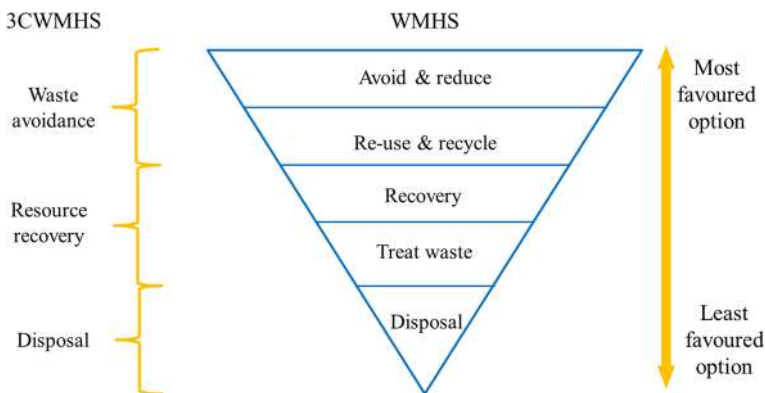 3CWMHS
WMHS
Waste
avoidance
Resource
recovery
Disposal
Avoid & reduce
Re-use & recycle
Recovery
Treat waste
Disposal
Most
favoured
option
Least
favoured
option